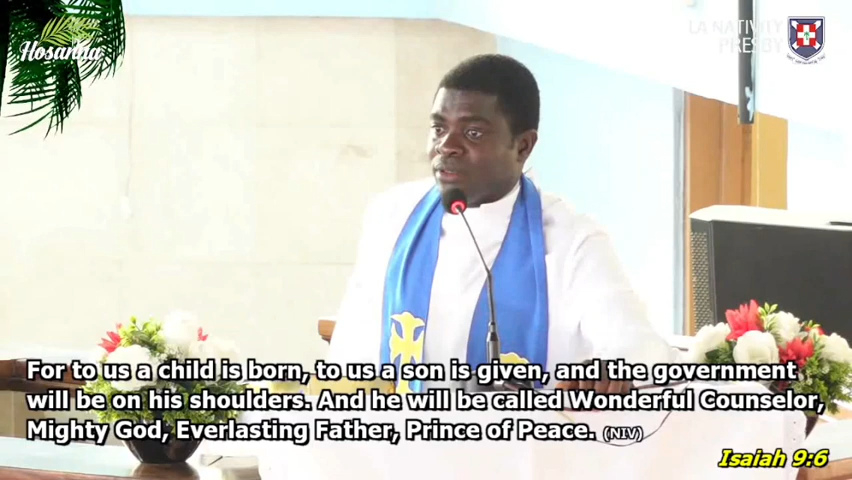 Hosanna
LA NATIVITY
PRESBY
For to us a child is born, to us a son is given, and the government
will be on his shoulders. And he will be called Wonderful Counselor,
Mighty God, Everlasting Father, Prince of Peace. (NIV)
Isaiah 9:6